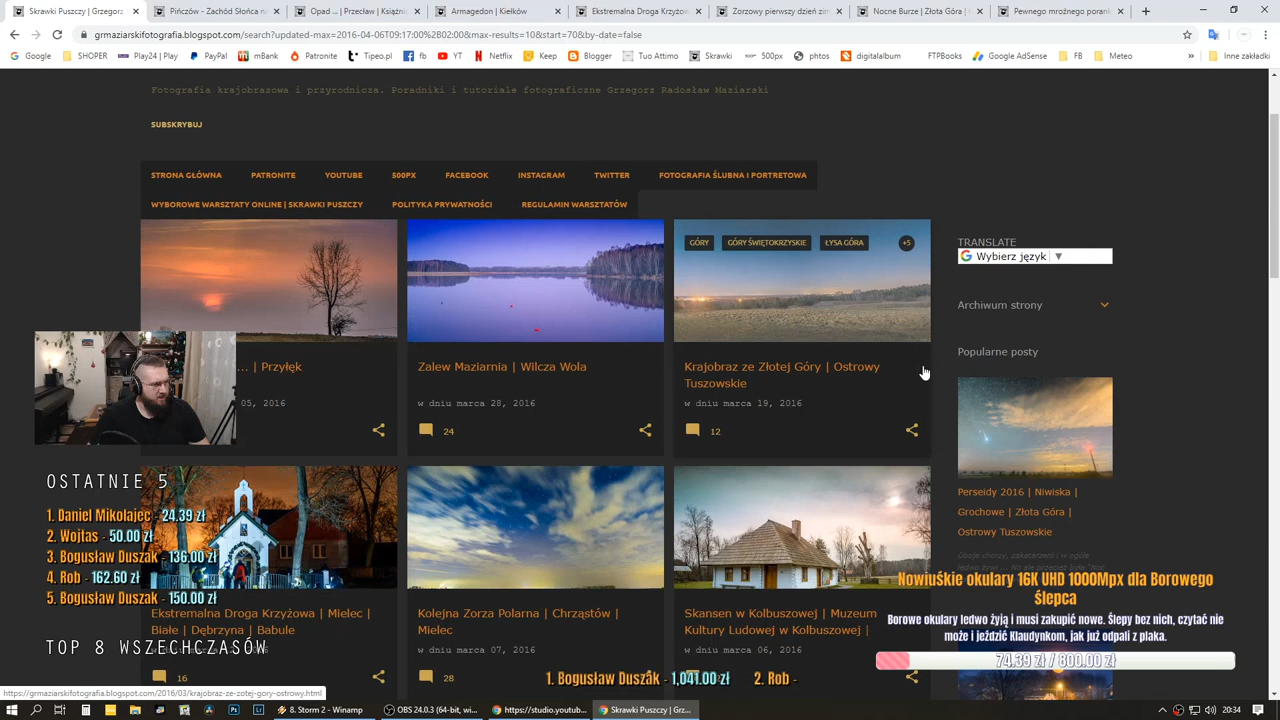 Skrawki Puszczy | Grz
Pińczów - Zachód Słońca n
Opał ... | Przecław | Książnic
Armagedon | Kiełków
Ekstremalna Droga Krzyżow
Zorzowy pierwszy dzień zim
Nocne Burze | Złota Góra | C
Pewnego mroźnego porank
grmaziarskifotografia.blogspot.com/search?updated-max=2016-04-06T09:17:00%2B02:00&max-results=10&start=70&by-date=false
Google
SHOPER
Play24 | Play
PayPal
mBank
Patronite
Tipeo.pl
fb
YT
Netflix
Keep
Blogger
Tuo Attimo
Skrawki
500px
phtos
digitalalbum
FTPBooks
Google AdSense
FB
Meteo
»
Inne zakładki
Fotografia krajobrazowa i przyrodnicza. Poradniki i tutoriale fotograficzne Grzegorz Radosław Maziarski
SUBSKRYBUJ
STRONA GŁÓWNA PATRONITE YOUTUBE 500PX FACEBOOK INSTAGRAM TWITTER FOTOGRAFIA ŚLUBNA I PORTRETOWA
WYBOROWE WARSZTATY ONLINE | SKRAWKI PUSZCZY POLITYKA PRYWATNOŚCI REGULAMIN WARSZTATÓW
GÓRY GÓRY ŚWIĘTOKRZYSKIE ŁYSA GÓRA +5
... | Przyłęk
05, 2016
Zalew Maziarnia | Wilcza Wola
w dniu marca 28, 2016
24
Krajobraz ze Złotej Góry | Ostrowy
Tuszowskie
w dniu marca 19, 2016
12
TRANSLATE
Wybierz język ▼
Archiwum strony
Popularne posty
Perseidy 2016 | Niwiska |
Grochowe | Złota Góra |
Ostrowy Tuszowskie
Oboje chorzy, zakatarzeni i w ogóle
OSTATNIE 5
1. Daniel Mikołajec - 24.39 zł
2. Wojtas - 50.00 zł
3. Bogusław Duszak - 136.00 zł
4. Rob - 162.60 zł
5. Bogusław Duszak - 150.00 zł
TOP 8 WSZECHCZASÓW
Ekstremalna Droga Krzyżowa | Mielec |
Białe | Dębrzyna | Babule
16
Kolejna Zorza Polarna | Chrząstów |
Mielec
w dniu marca 07, 2016
28
Skansen w Kolbuszowej | Muzeum
Kultury Ludowej w Kolbuszowej |
w dniu marca 06, 2016
Nowiuśkie okulary 16K UHD 1000Mpx dla Borowego
Ślepca
Borowe okulary ledwo żyją i musi zakupić nowe. Ślepy bez nich, czytać nie
może i jeździć Klaudynkom, jak już odpali z plaka.
74.39 zł / 800.00 zł
1. Bogusław Duszak - 1,041.00 zł 2. Rob -
https://grmaziarskifotografia.blogspot.com/2016/03/krajobraz-ze-zotej-gory-ostrowy.html
8. Storm 2 - Winamp
OBS 24.0.3 (64-bit, wi...
https://studio.youtub...
Skrawki Puszczy | Grz...
20:34